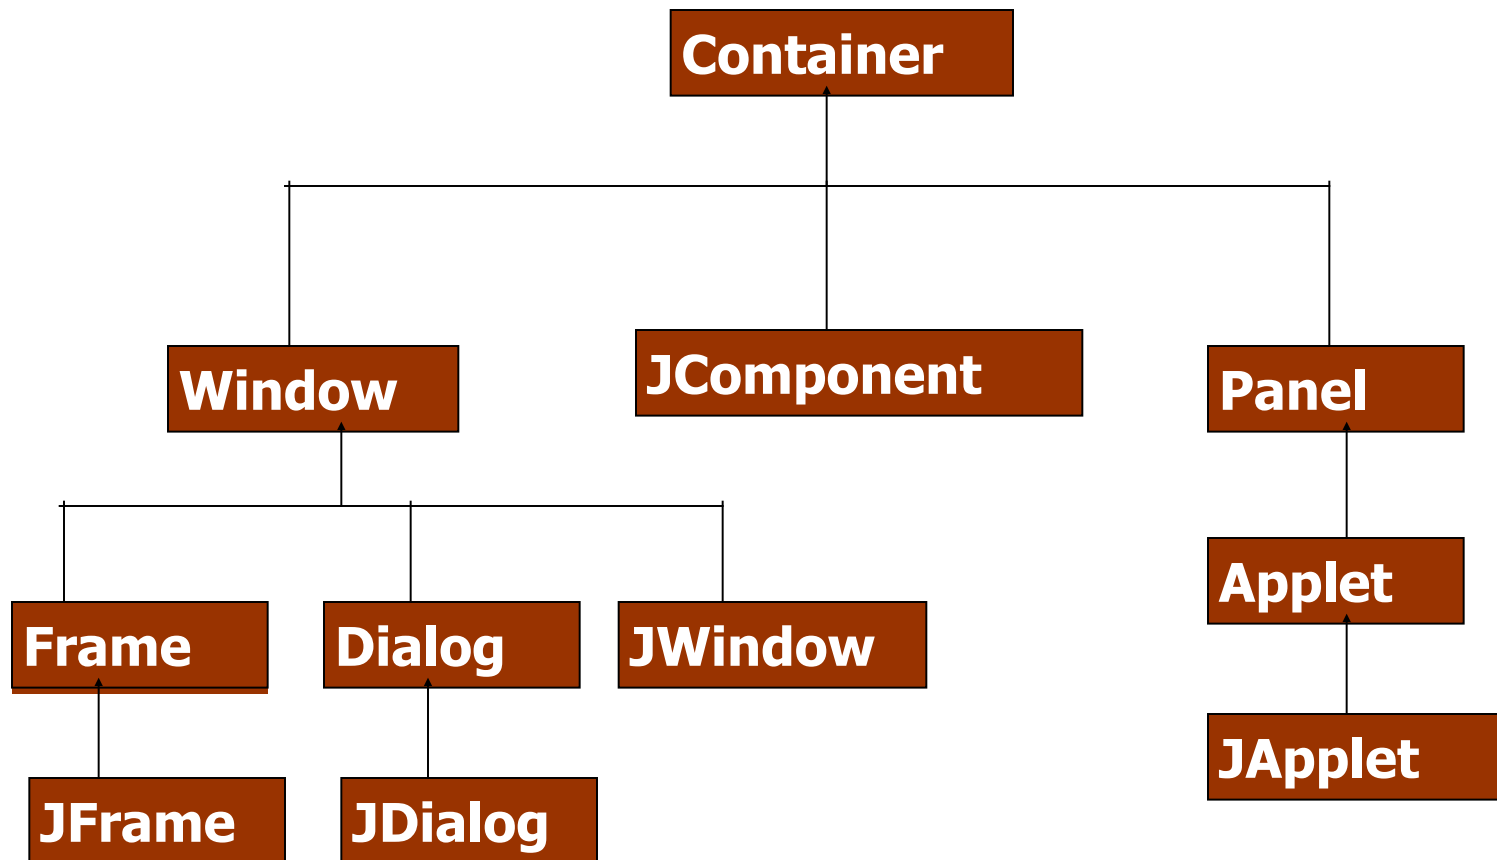 Container
Window
JComponent
Panel
Applet
Frame
Dialog
JWindow
JApplet
JFrame
JDialog